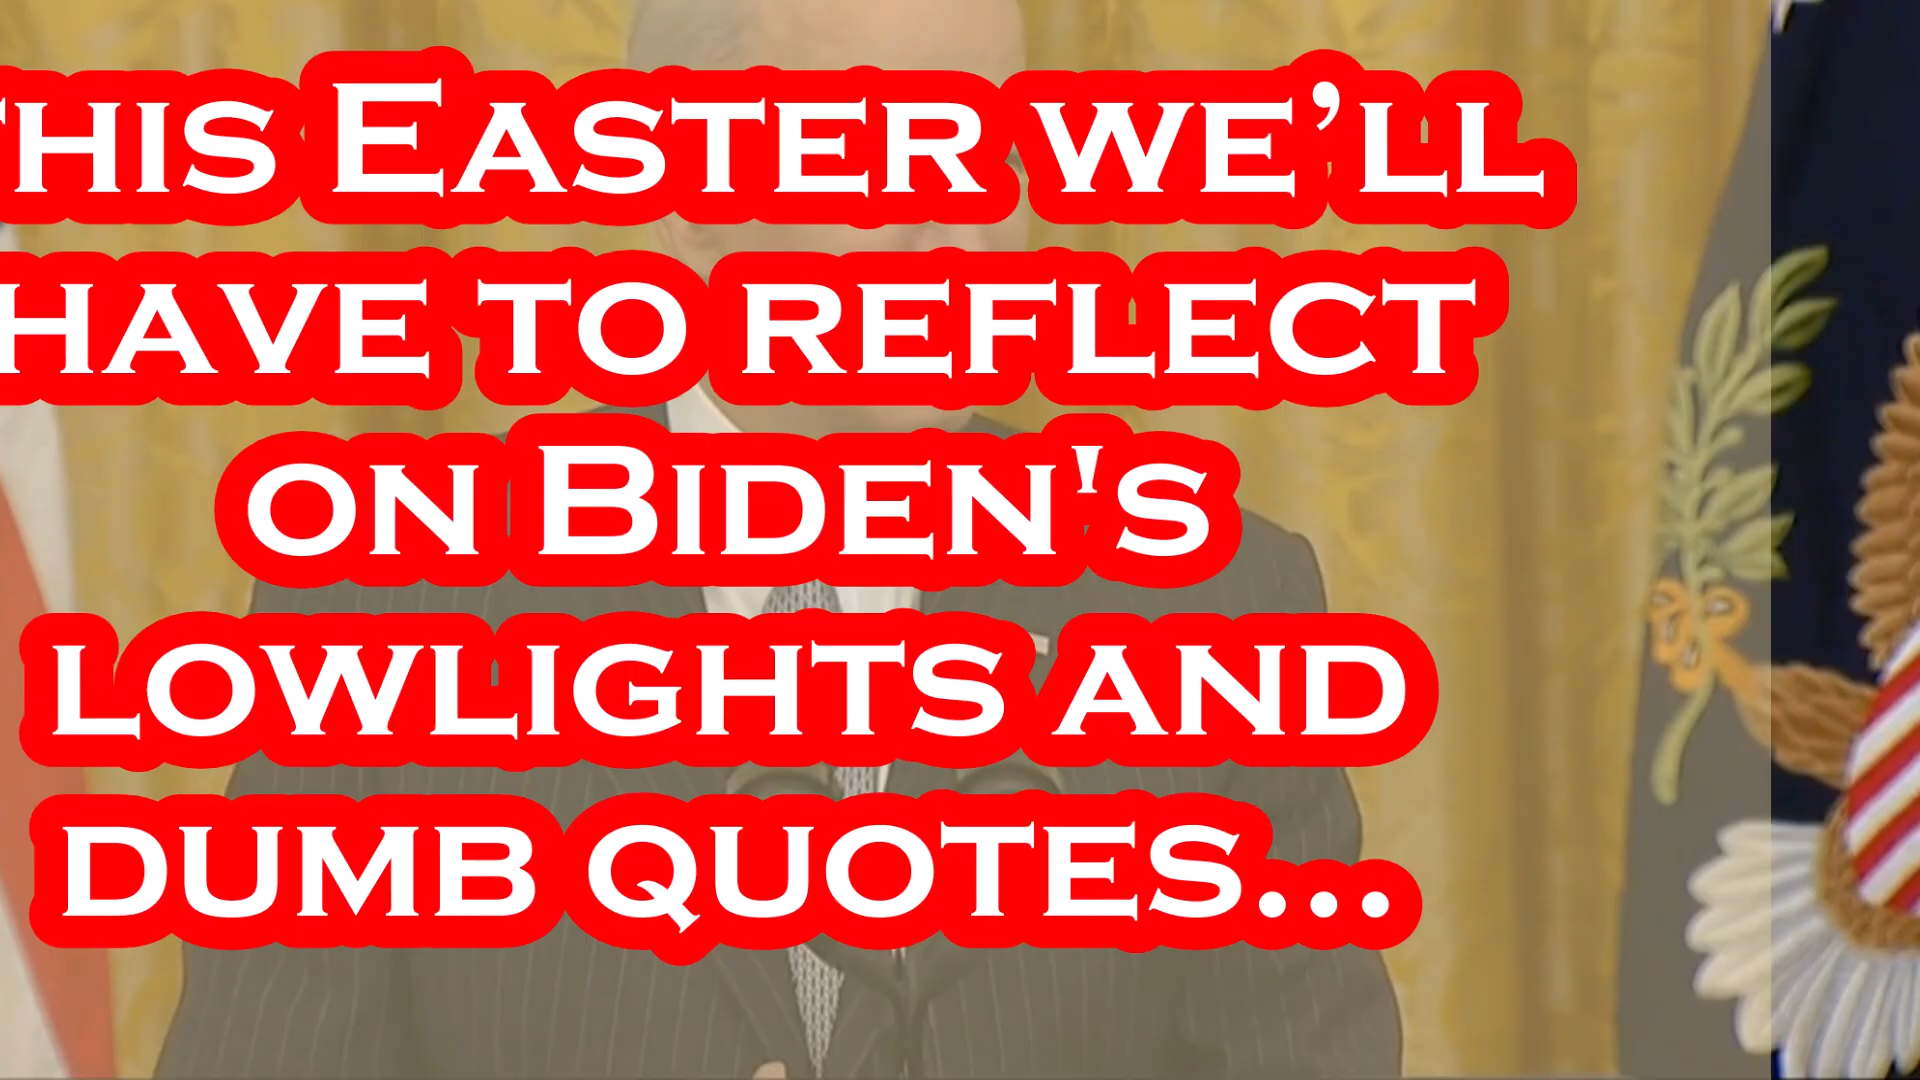 This Easter we’ll
have to reflect
on Biden's
lowlights and
dumb quotes...